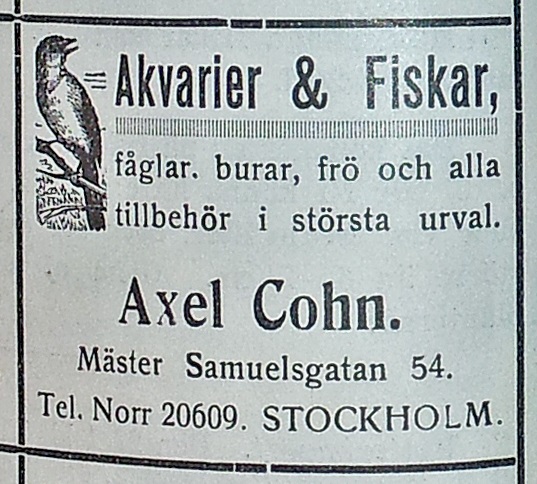 Akvarier & Fiskar,
fåglar. burar, frö och alla
tillbehör i största urval.
Axel Cohn.
Mäster Samuelsgatan 54.
Tel. Norr 20609. STOCKHOLM.